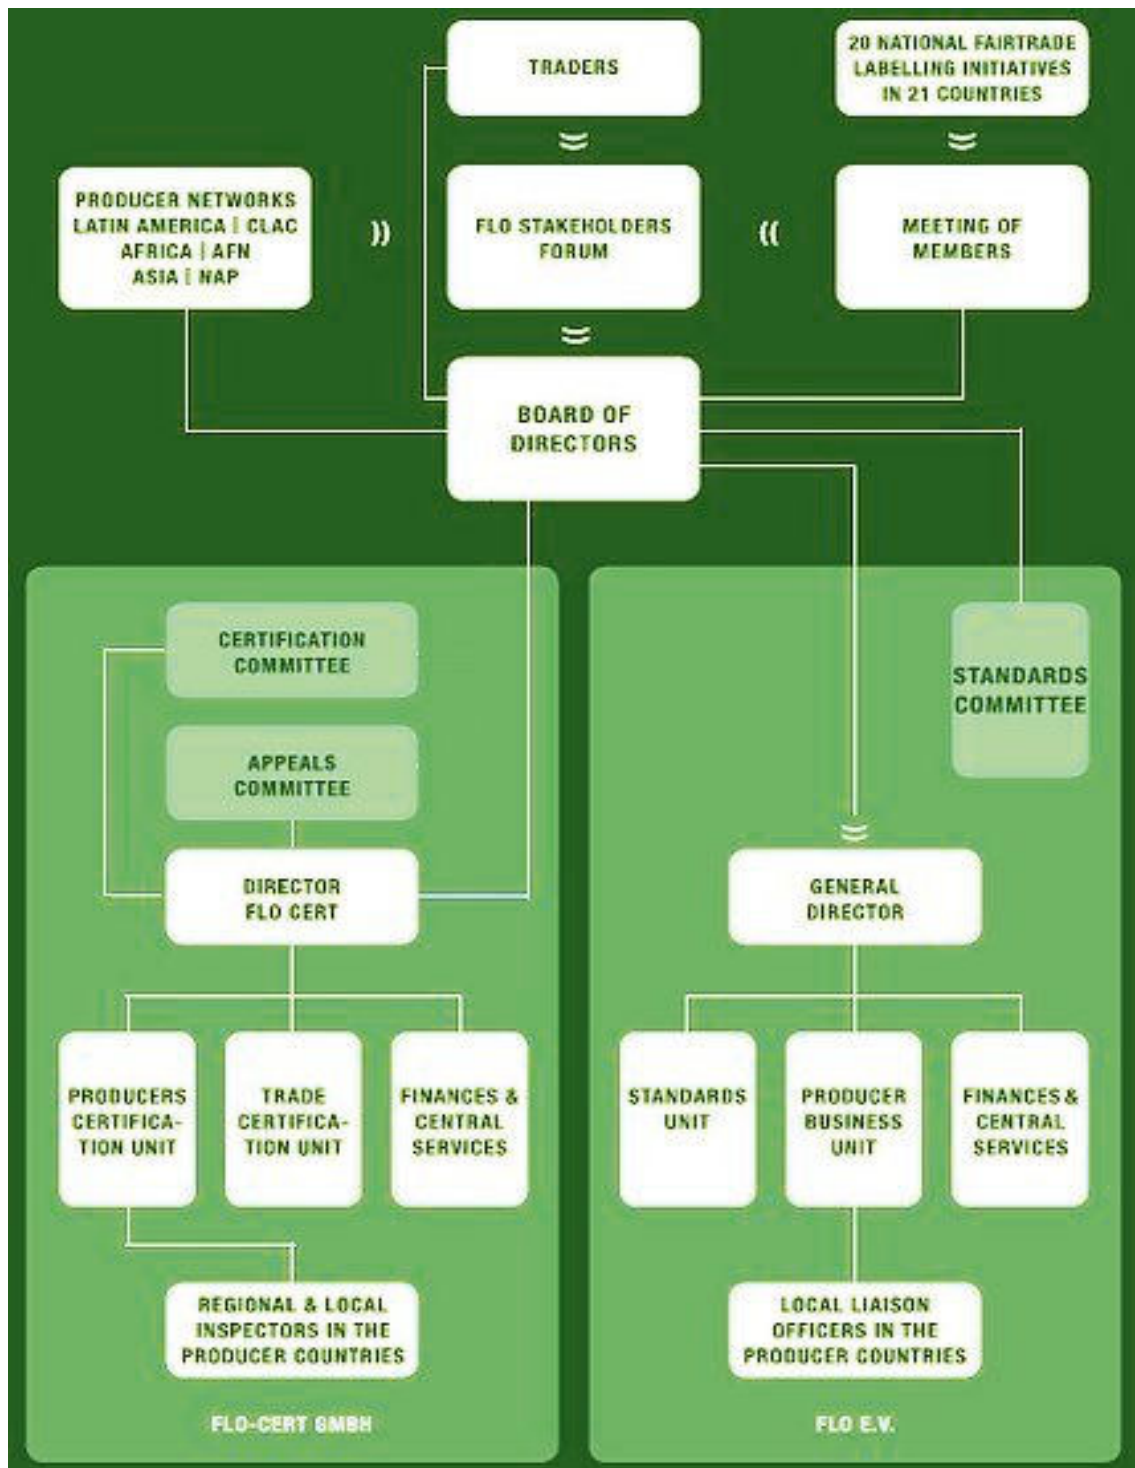 TRADERS
20 NATIONAL FAIRTRADE
LABELLING INITIATIVES
IN 21 COUNTRIES
PRODUCER NETWORKS
LATIN AMERICA | CLAC
AFRICA | AFN
ASIA | NAP
FLO STAKEHOLDERS
FORUM
MEETING OF
MEMBERS
BOARD OF
DIRECTORS
CERTIFICATION
COMMITTEE
APPEALS
COMMITTEE
DIRECTOR
FLO CERT
PRODUCERS
CERTIFICA-
TION UNIT
TRADE
CERTIFICA-
TION UNIT
FINANCES &
CENTRAL
SERVICES
REGIONAL & LOCAL
INSPECTORS IN THE
PRODUCER COUNTRIES
FLO-CERT GMBH
STANDARDS
COMMITTEE
GENERAL
DIRECTOR
STANDARDS
UNIT
PRODUCER
BUSINESS
UNIT
FINANCES &
CENTRAL
SERVICES
LOCAL LIAISON
OFFICERS IN THE
PRODUCER COUNTRIES
FLO E.V.